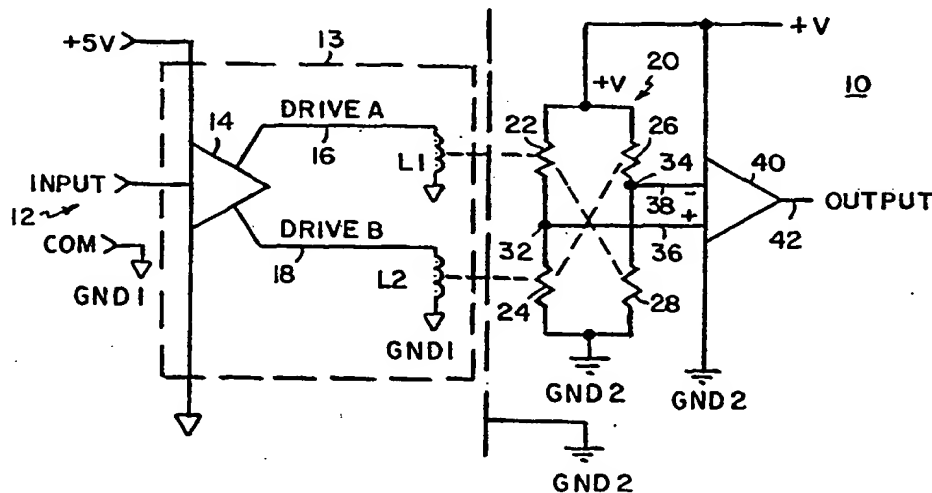 +5V
13
+V
20
10
+V
14
DRIVE A
16
22
26
L1
34
40
INPUT
12
38
-
+
OUTPUT
COM
DRIVE B
32
36
42
GND1
18
L2
24
28
GND1
GND2
GND2
GND2